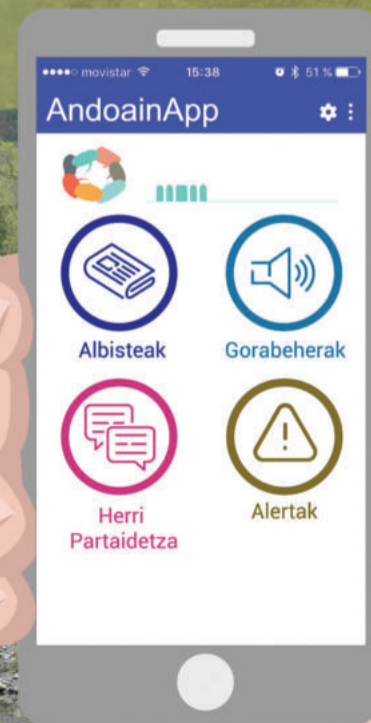 movistar 15:38 51 %
AndoainApp
Albisteak
Gorabeherak
Herri
Partaidetza
Alertak